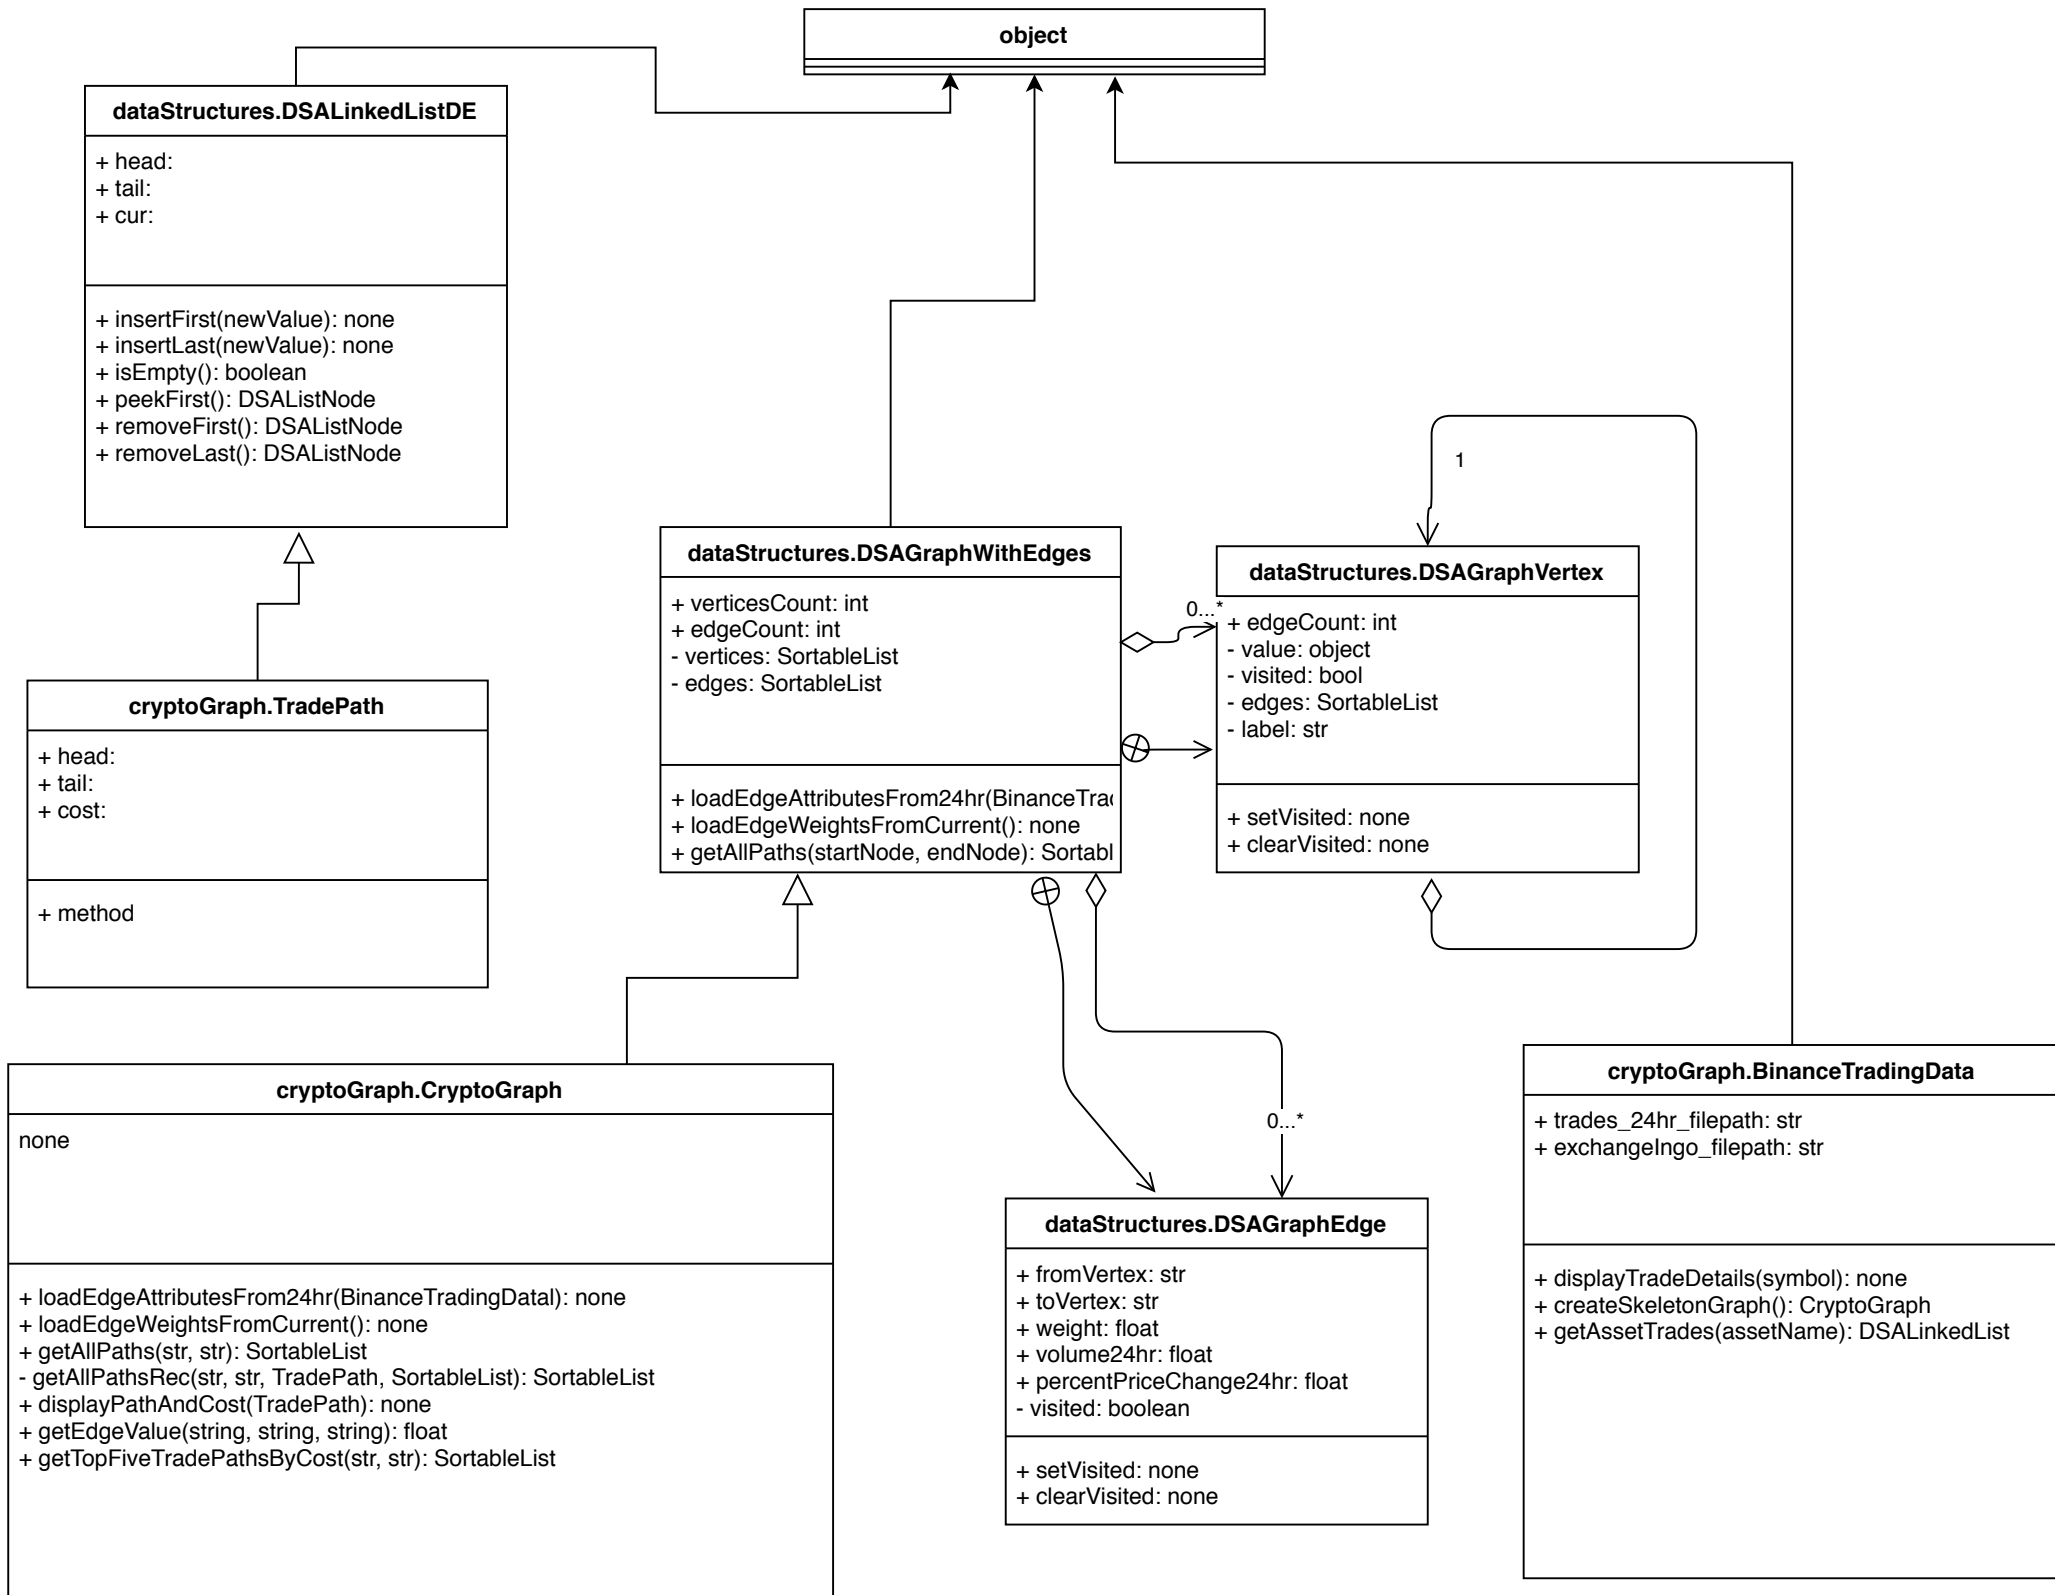 object
dataStructures.DSALinkedListDE
+ head:
+ tail:
+ cur:
+ insertFirst(newValue): none
+ insertLast(newValue): none
+ isEmpty(): boolean
+ peekFirst(): DSAListNode
+ removeFirst(): DSAListNode
+ removeLast(): DSAListNode
1
dataStructures.DSAGraphWithEdges
+ verticesCount: int
+ edgeCount: int
- vertices: SortableList
- edges: SortableList
+ loadEdgeAttributesFrom24hr(BinanceTrad
+ loadEdgeWeightsFromCurrent(): none
+ getAllPaths(startNode, endNode): Sortabl
0...*
dataStructures.DSAGraphVertex
+ edgeCount: int
- value: object
- visited: bool
- edges: SortableList
- label: str
+ setVisited: none
+ clearVisited: none
cryptoGraph.TradePath
+ head:
+ tail:
+ cost:
+ method
cryptoGraph.CryptoGraph
none
+ loadEdgeAttributesFrom24hr(BinanceTradingDatal): none
+ loadEdgeWeightsFromCurrent(): none
+ getAllPaths(str, str): SortableList
- getAllPathsRec(str, str, TradePath, SortableList): SortableList
+ displayPathAndCost(TradePath): none
+ getEdgeValue(string, string, string): float
+ getTopFiveTradePathsByCost(str, str): SortableList
0...*
dataStructures.DSAGraphEdge
+ fromVertex: str
+ toVertex: str
+ weight: float
+ volume24hr: float
+ percentPriceChange24hr: float
- visited: boolean
+ setVisited: none
+ clearVisited: none
cryptoGraph.BinanceTradingData
+ trades_24hr_filepath: str
+ exchangeIngo_filepath: str
+ displayTradeDetails(symbol): none
+ createSkeletonGraph(): CryptoGraph
+ getAssetTrades(assetName): DSALinkedList